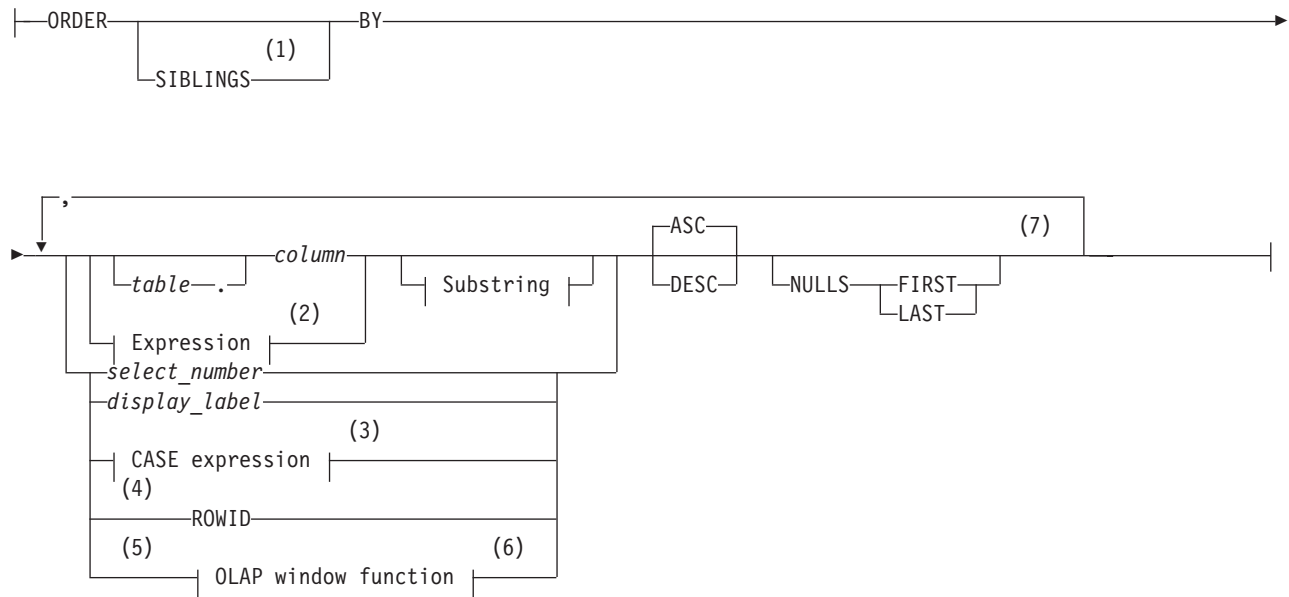 ORDER BY
(1)
SIBLINGS
,
ASC (7)
column
table . Substring DESC NULLS FIRST
(2) LAST
Expression
select_number
display_label
(3)
CASE expression
(4)
ROWID
(5) (6)
OLAP window function